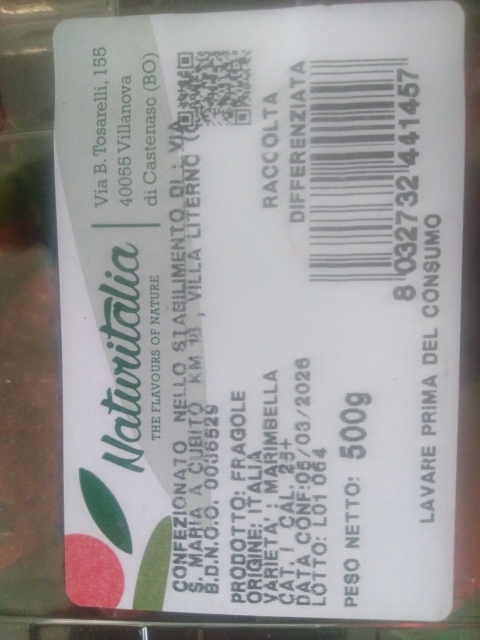 Naturitalia
THE FLAVOURS OF NATURE
Via B. Tosarelli, 155
40055 Villanova
di Castenaso (BO)
CONFEZIONATO NELLO STABILIMENTO DI : VIA
S. MARIA A CUBITO KM 18 , VILLA LITERNO
B.D.N.O.O. 0036529
PRODOTTO: FRAGOLE
ORIGINE: ITALIA
VARIETA': MARIMBELLA
CAT. I CAL. 25+
DATA CONF:05/03/2026
LOTTO: L01 064
PESO NETTO: 500g
RACCOLTA
DIFFERENZIATA
8 032732 441457
LAVARE PRIMA DEL CONSUMO